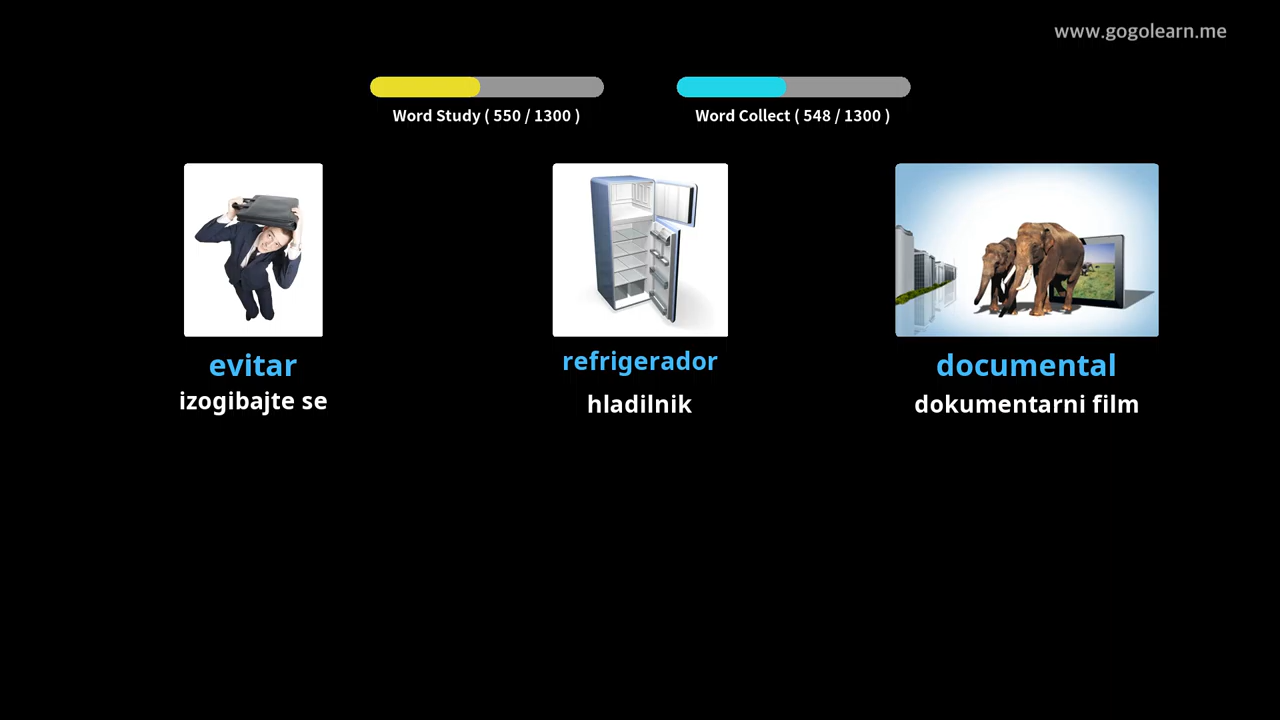 www.gogolearn.me
Word Study ( 550 / 1300 )
Word Collect ( 548 / 1300 )
evitar
izogibajte se
refrigerador
hladilnik
documental
dokumentarni film